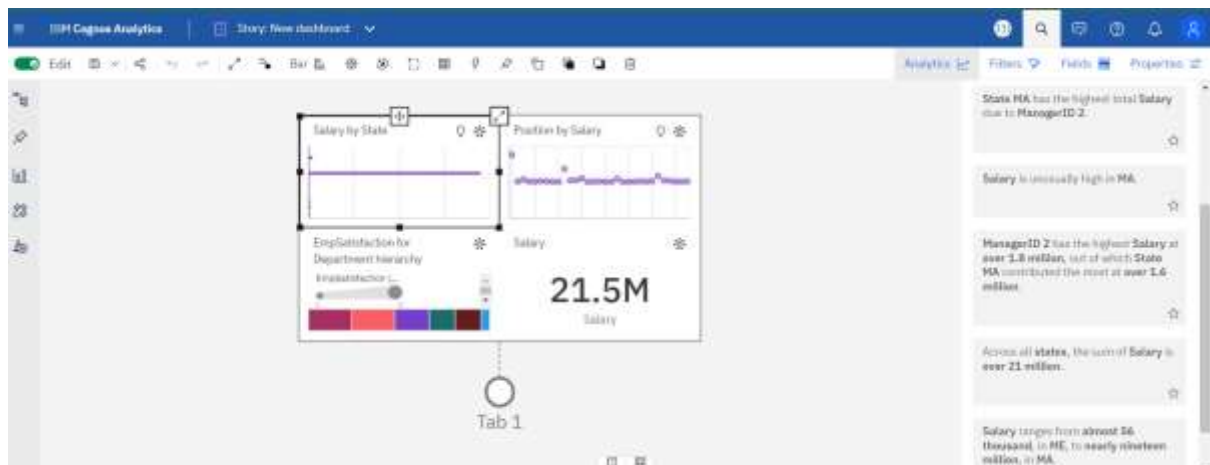 IBM Cognos Analytics
Story: New dashboard
Edit
Bar
Analytics
Filters
Fields
Properties
Salary by State
Position by Salary
EmpSatisfaction for
Department hierarchy
EmpSatisfaction (...
Salary
21.5M
Salary
Tab 1
State MA has the highest total Salary
due to ManagerID 2.
Salary is unusually high in MA.
ManagerID 2 has the highest Salary at
over 1.8 million, out of which State
MA contributed the most at over 1.6
million.
Across all states, the sum of Salary is
over 21 million.
Salary ranges from almost 56
thousand, in ME, to nearly nineteen
million, in MA.